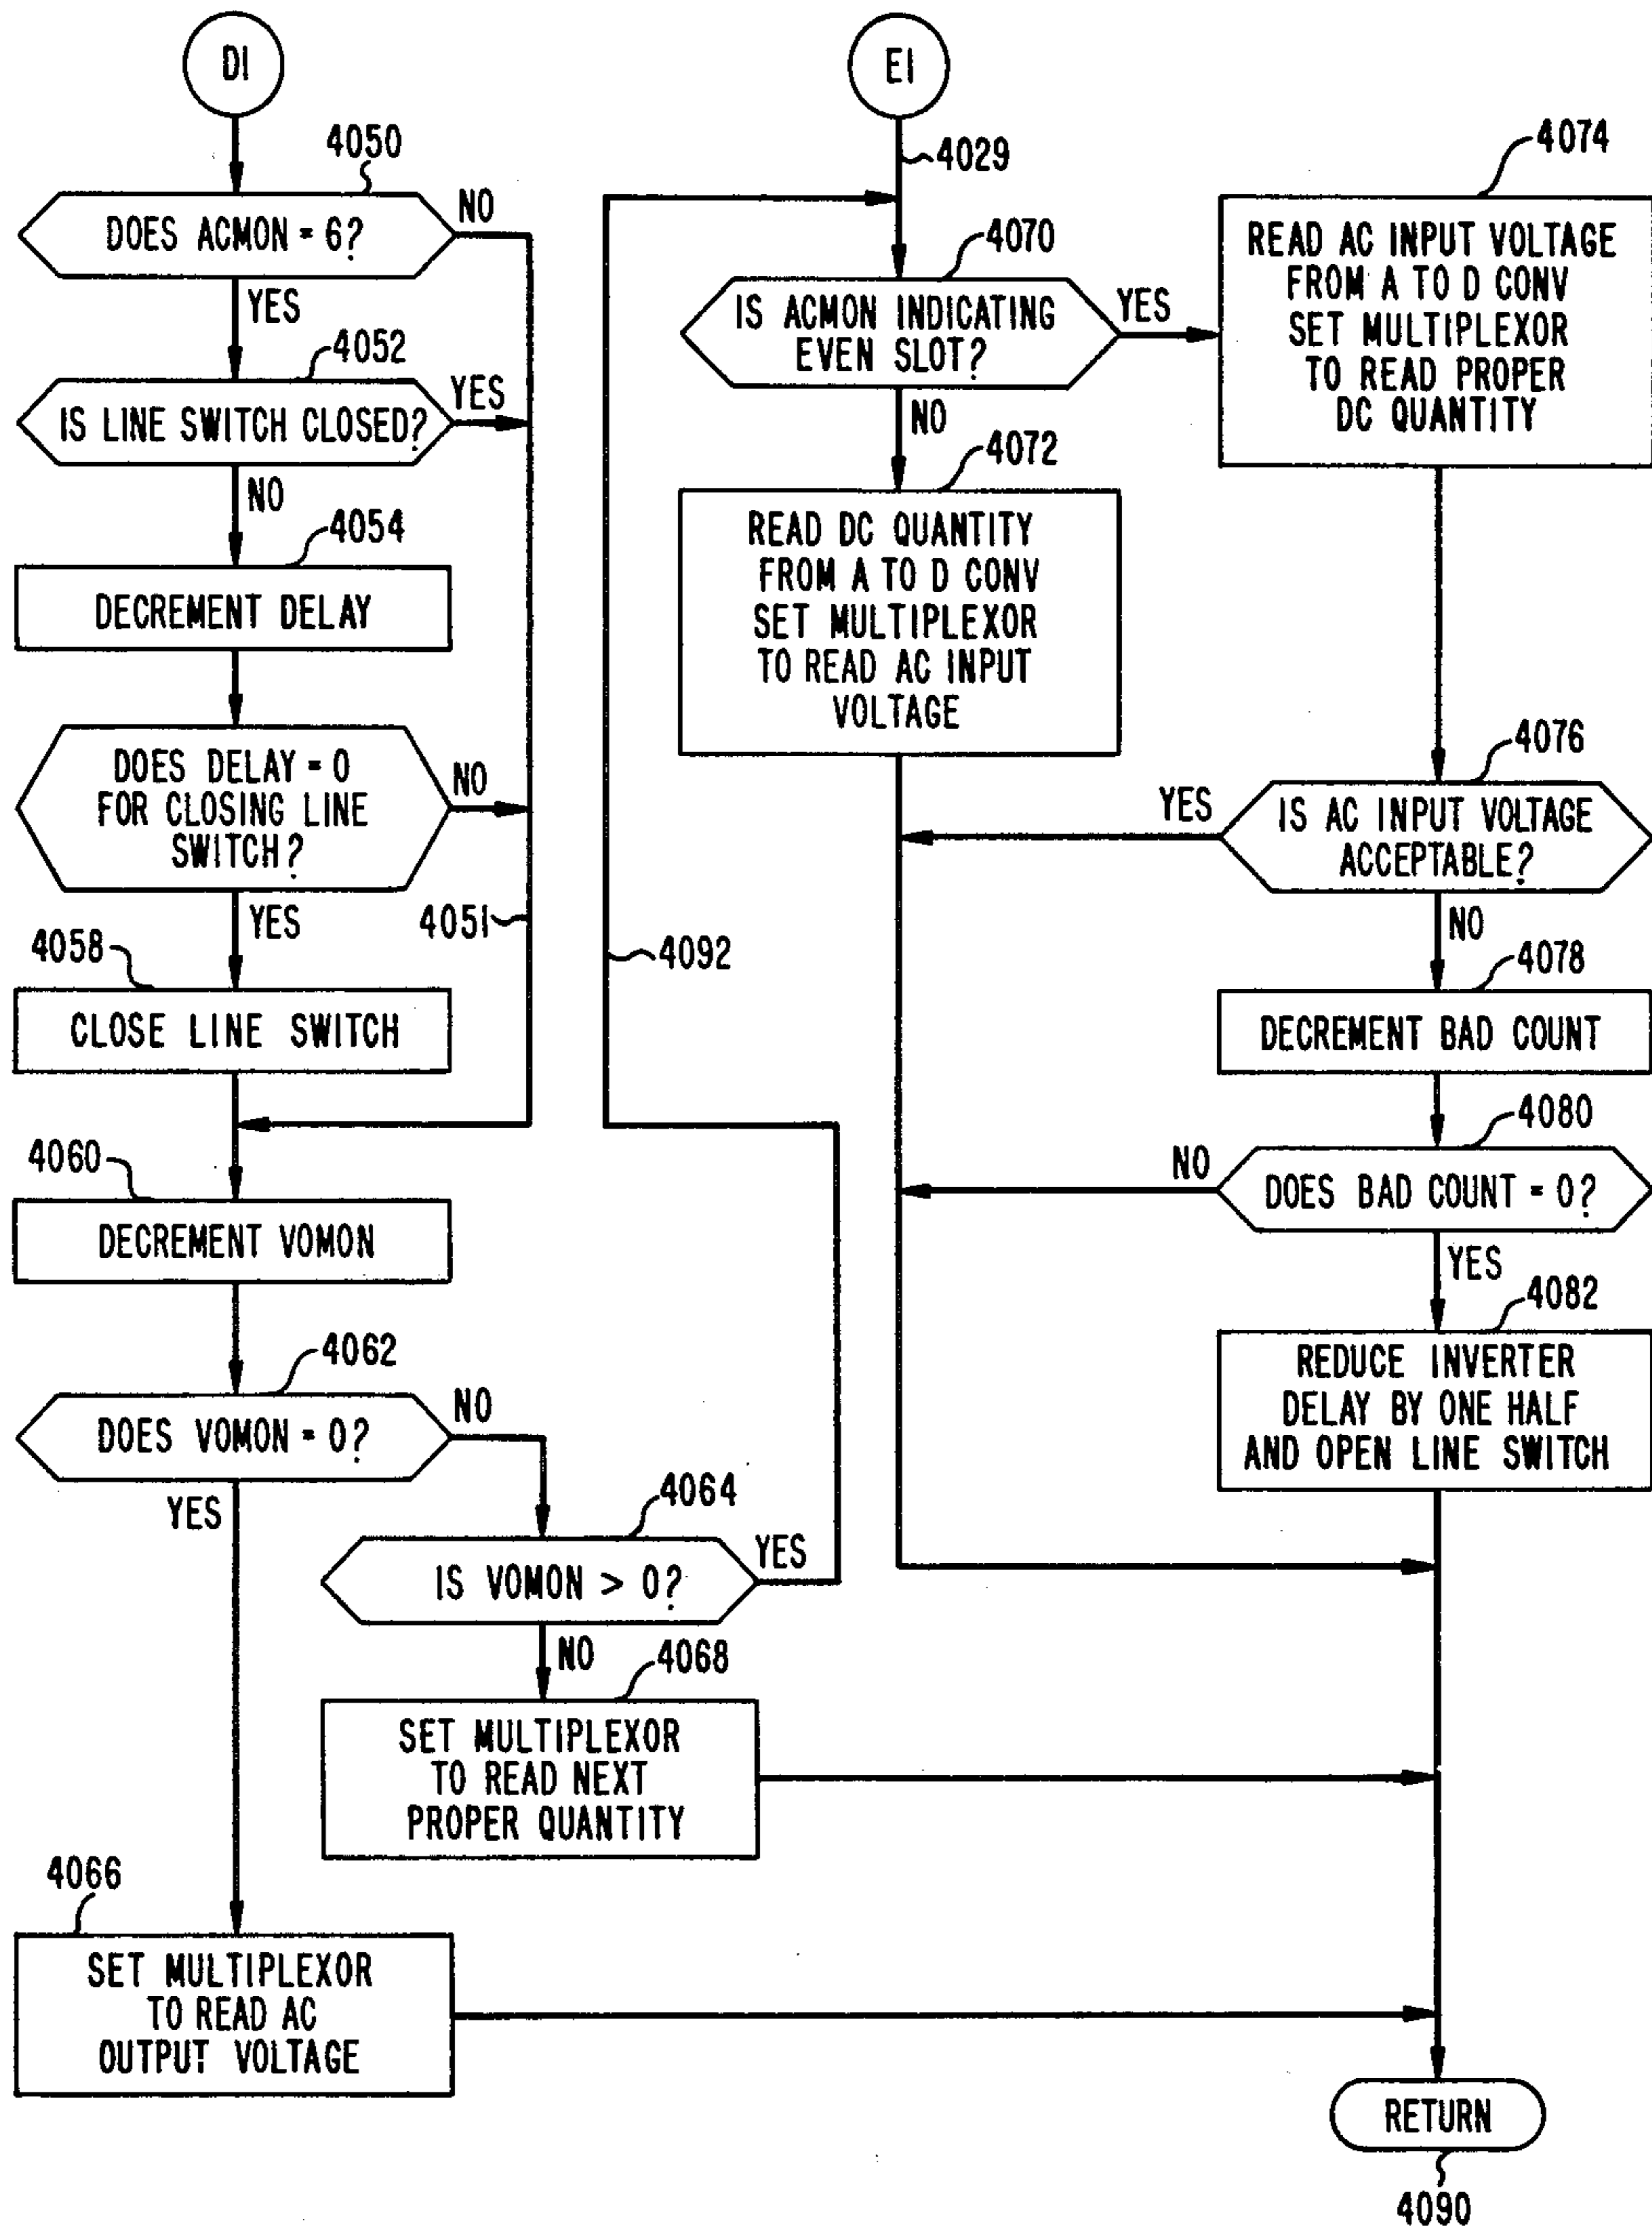 D1
4050
DOES ACMON = 6?
NO
YES
4052
IS LINE SWITCH CLOSED?
YES
NO
4054
DECREMENT DELAY
DOES DELAY = 0
FOR CLOSING LINE
SWITCH?
NO
YES
4051
4058
CLOSE LINE SWITCH
4060
DECREMENT VOMON
4062
DOES VOMON = 0?
NO
YES
4064
IS VOMON > 0?
YES
NO
4068
SET MULTIPLEXOR
TO READ NEXT
PROPER QUANTITY
4066
SET MULTIPLEXOR
TO READ AC
OUTPUT VOLTAGE
E1
4029
4070
IS ACMON INDICATING
EVEN SLOT?
YES
NO
4072
READ DC QUANTITY
FROM A TO D CONV
SET MULTIPLEXOR
TO READ AC INPUT
VOLTAGE
4092
4074
READ AC INPUT VOLTAGE
FROM A TO D CONV
SET MULTIPLEXOR
TO READ PROPER
DC QUANTITY
4076
IS AC INPUT VOLTAGE
ACCEPTABLE?
YES
NO
4078
DECREMENT BAD COUNT
4080
DOES BAD COUNT = 0?
NO
YES
4082
REDUCE INVERTER
DELAY BY ONE HALF
AND OPEN LINE SWITCH
RETURN
4090